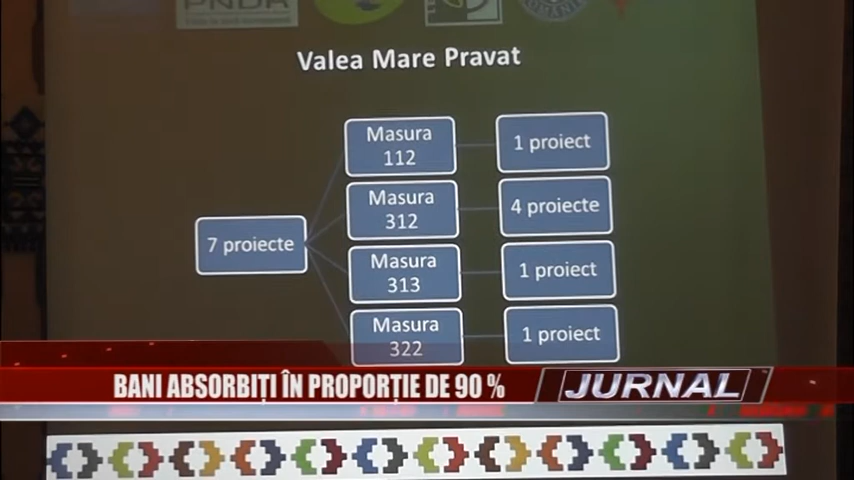 PNDR
Valea Mare Pravat
Masura
112
1 proiect
Masura
312
4 proiecte
7 proiecte
Masura
313
1 proiect
Masura
322
1 proiect
BANI ABSORBIȚI ÎN PROPORȚIE DE 90 %
JURNAL